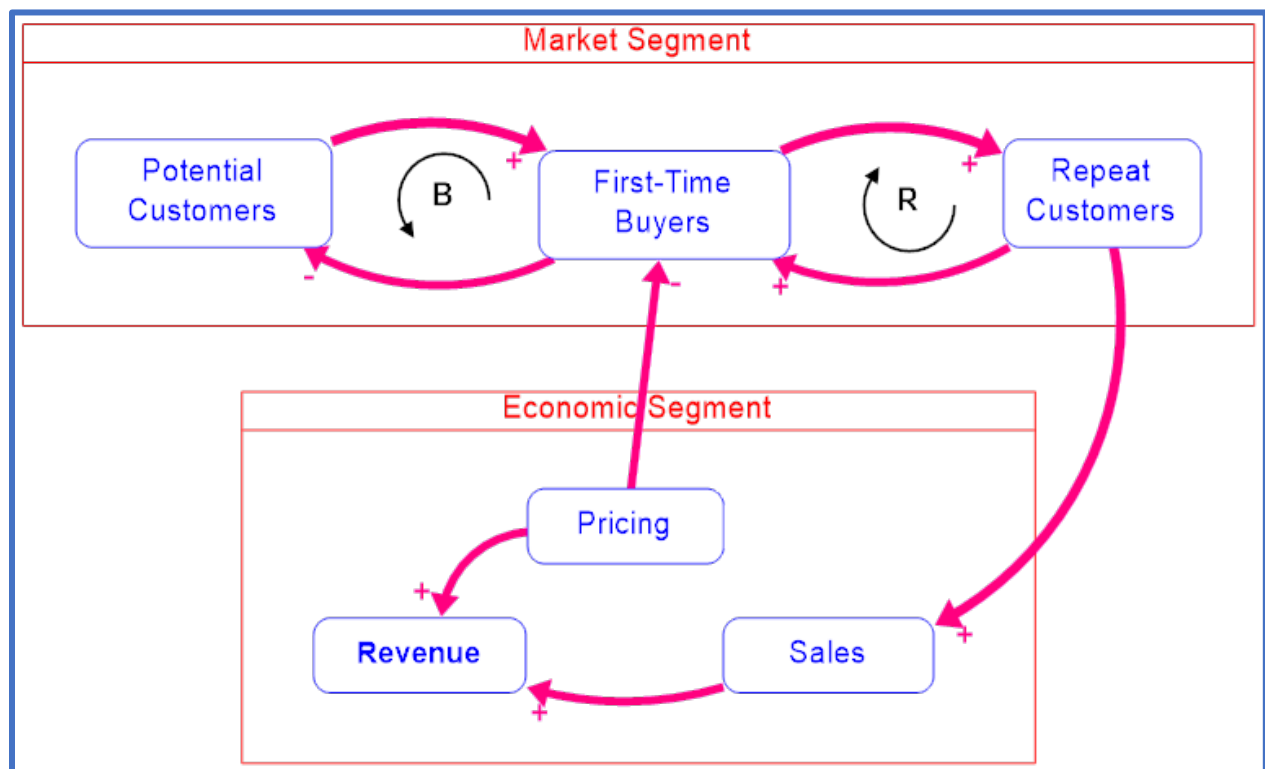 Market Segment
Potential
Customers
+
B
-
First-Time
Buyers
+
R
+
Repeat
Customers
-
Economic Segment
Pricing
+
Revenue
Sales
+
+